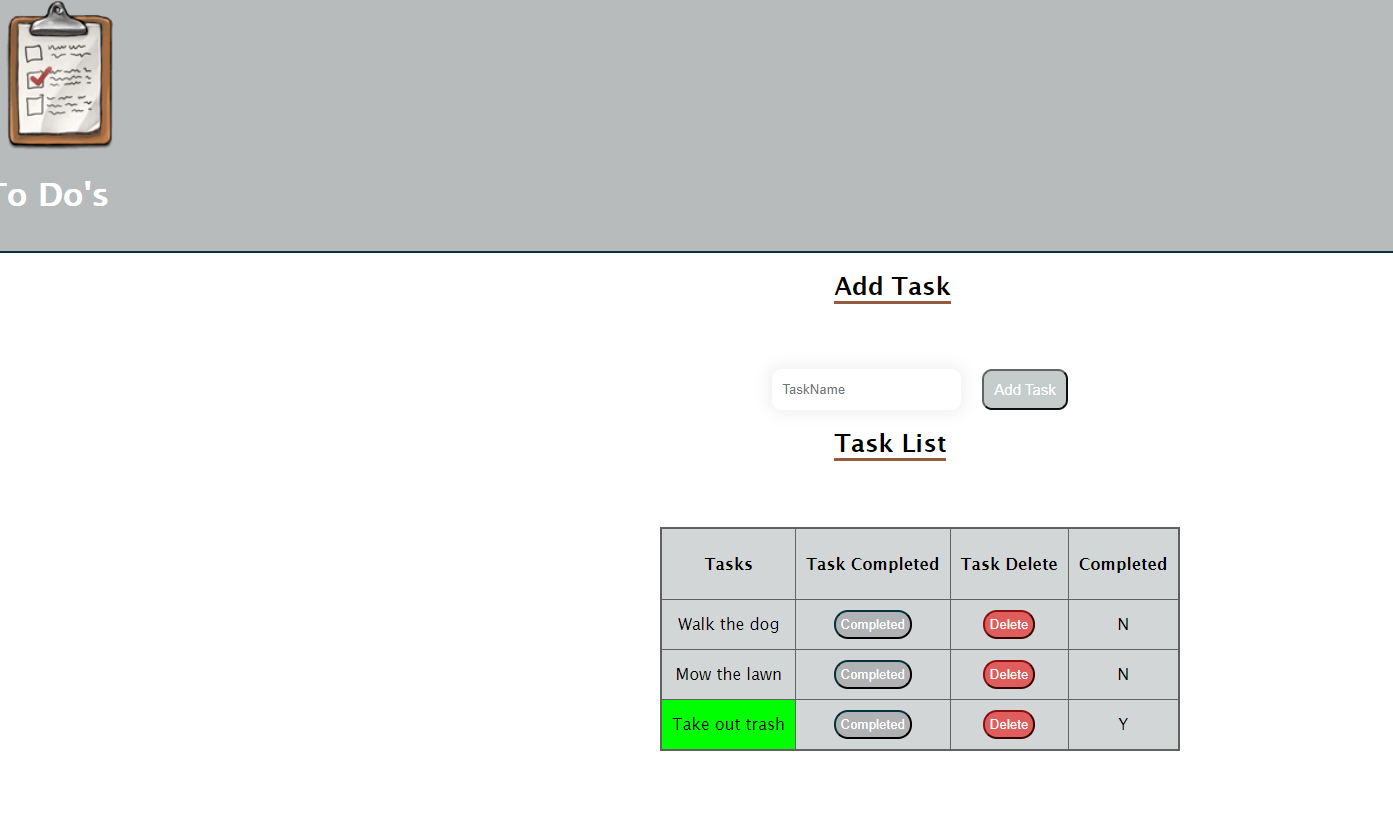 To Do's
Add Task
TaskName Add Task
Task List
Tasks Task Completed Task Delete Completed
Walk the dog Completed Delete N
Mow the lawn Completed Delete N
Take out trash Completed Delete Y